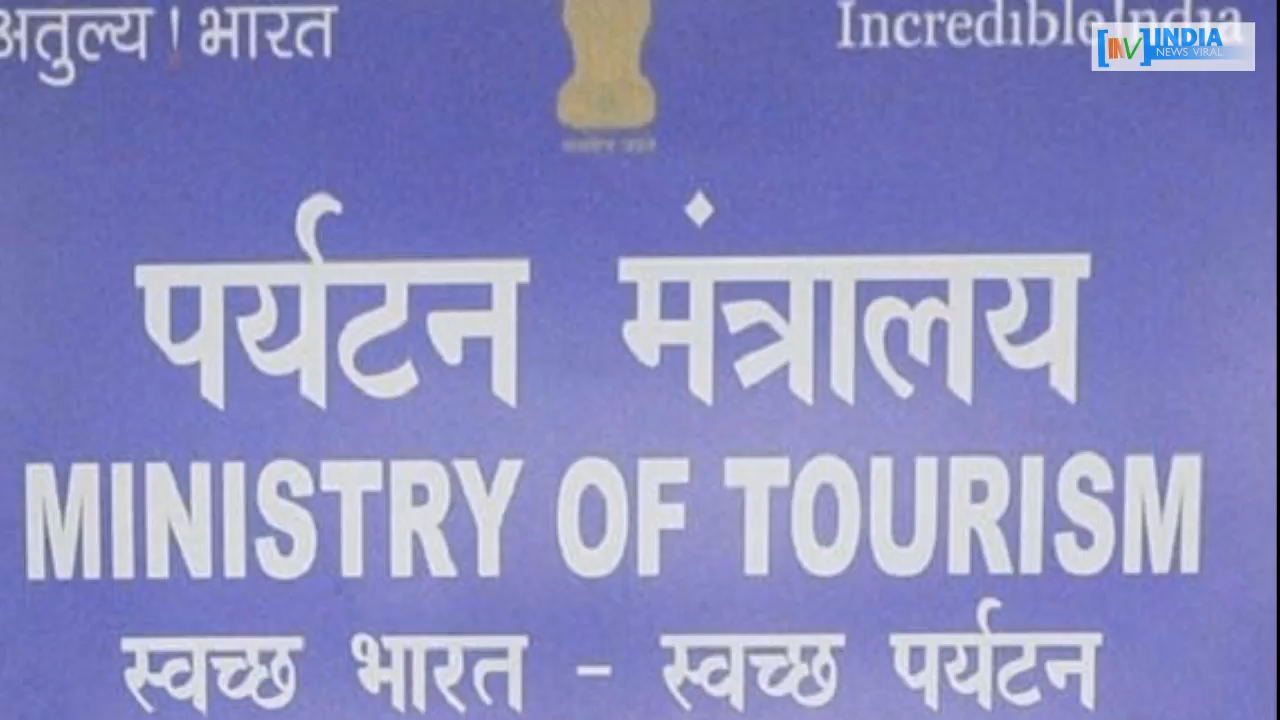 अतुल्य ! भारत
Incredible India
INDIA
NEWS VIRAL
पर्यटन मंत्रालय
MINISTRY OF TOURISM
स्वच्छ भारत - स्वच्छ पर्यटन